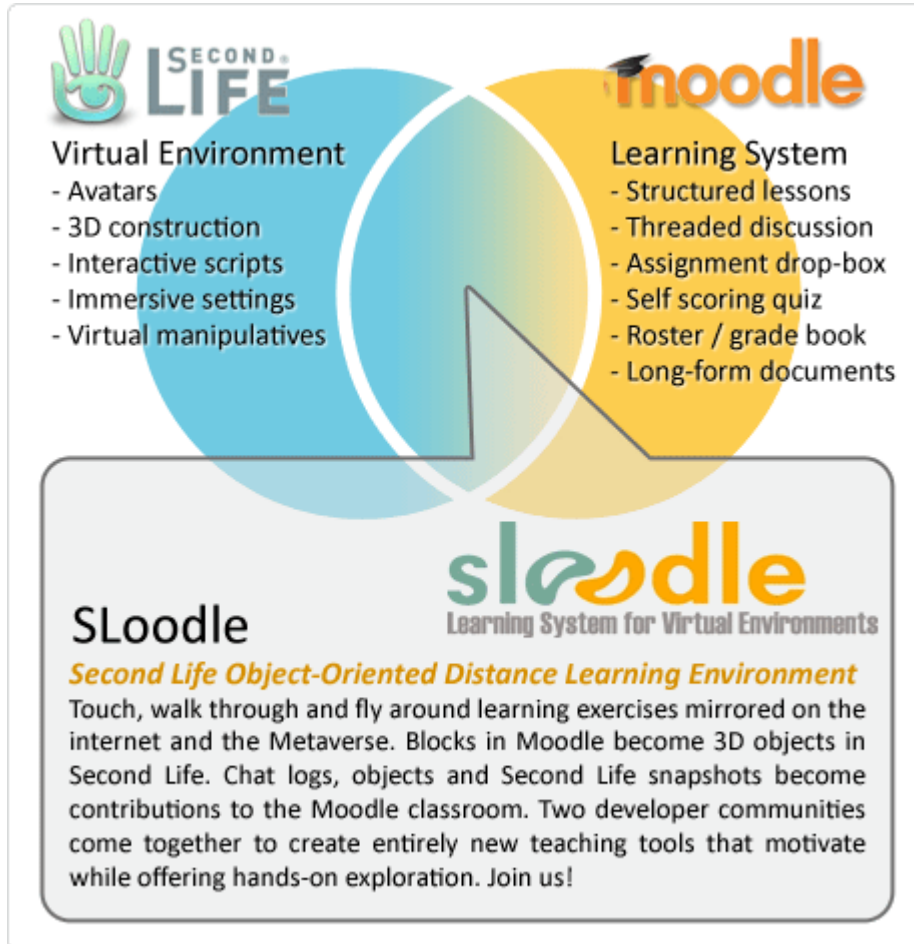 SECOND®
LIFE
moodle
Virtual Environment
- Avatars
- 3D construction
- Interactive scripts
- Immersive settings
- Virtual manipulatives
Learning System
- Structured lessons
- Threaded discussion
- Assignment drop-box
- Self scoring quiz
- Roster / grade book
- Long-form documents
sloodle
Learning System for Virtual Environments
SLoodle
Second Life Object-Oriented Distance Learning Environment
Touch, walk through and fly around learning exercises mirrored on the
internet and the Metaverse. Blocks in Moodle become 3D objects in
Second Life. Chat logs, objects and Second Life snapshots become
contributions to the Moodle classroom. Two developer communities
come together to create entirely new teaching tools that motivate
while offering hands-on exploration. Join us!